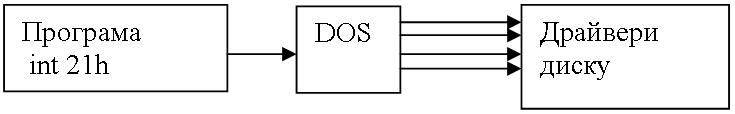 Програма
int 21h
DOS
Драйвери
диску